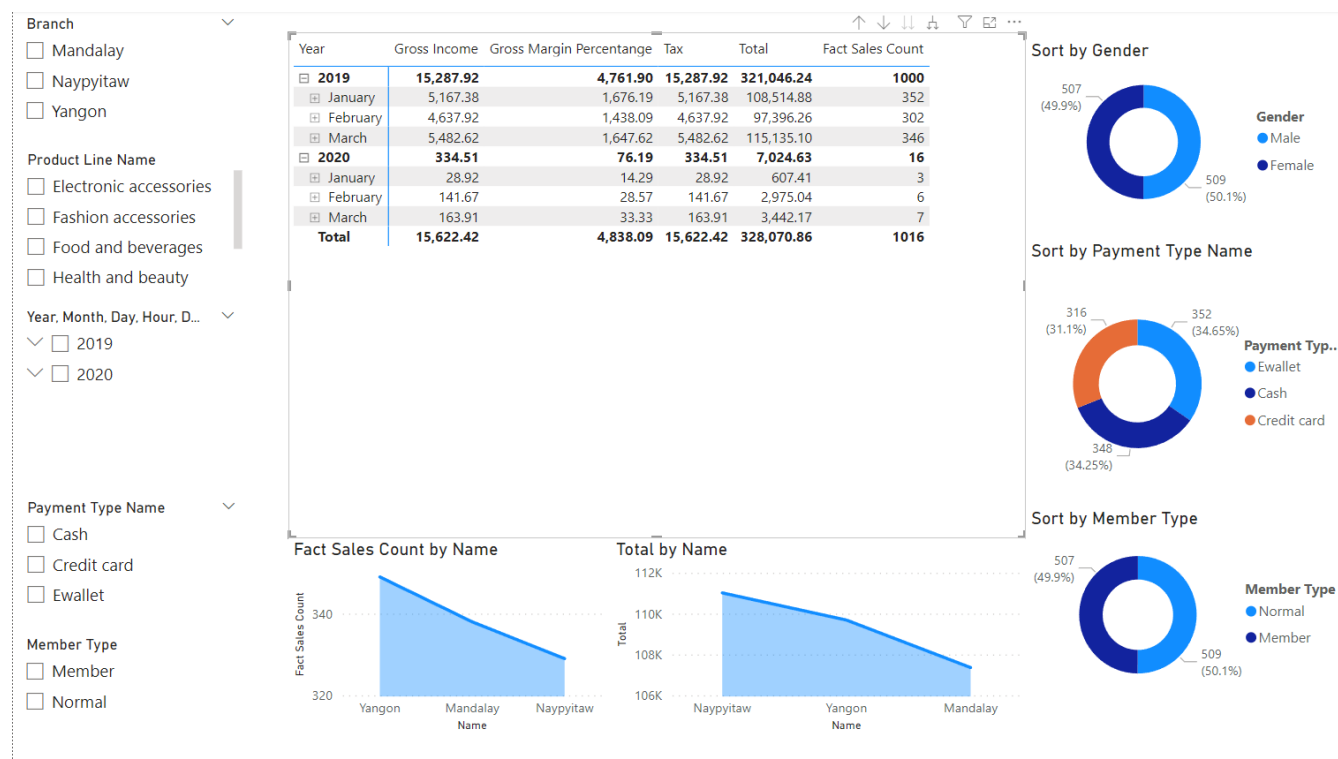 Branch
Mandalay
Naypyitaw
Yangon
Product Line Name
Electronic accessories
Fashion accessories
Food and beverages
Health and beauty
Year, Month, Day, Hour, D...
2019
2020
Payment Type Name
Cash
Credit card
Ewallet
Member Type
Member
Normal
Year Gross Income Gross Margin Percentange Tax Total Fact Sales Count
2019 15,287.92 4,761.90 15,287.92 321,046.24 1000
January 5,167.38 1,676.19 5,167.38 108,514.88 352
February 4,637.92 1,438.09 4,637.92 97,396.26 302
March 5,482.62 1,647.62 5,482.62 115,135.10 346
2020 334.51 76.19 334.51 7,024.63 16
January 28.92 14.29 28.92 607.41 3
February 141.67 28.57 141.67 2,975.04 6
March 163.91 33.33 163.91 3,442.17 7
Total 15,622.42 4,838.09 15,622.42 328,070.86 1016
Fact Sales Count by Name
Fact Sales Count
340
320
Yangon Mandalay Naypyitaw
Name
Total by Name
Total
112K
110K
108K
106K
Naypyitaw Yangon Mandalay
Name
Sort by Gender
507
(49.9%)
509
(50.1%)
Gender
Male
Female
Sort by Payment Type Name
316
(31.1%)
352
(34.65%)
348
(34.25%)
Payment Typ..
Ewallet
Cash
Credit card
Sort by Member Type
507
(49.9%)
509
(50.1%)
Member Type
Normal
Member